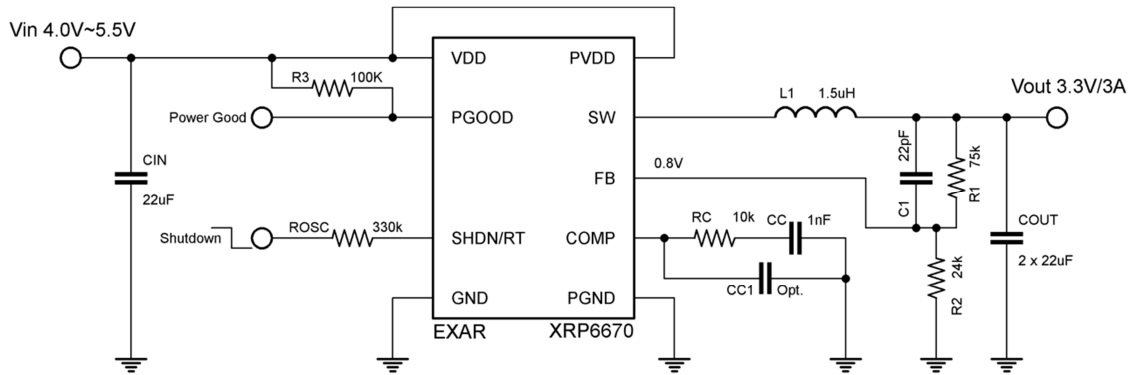 Vin 4.0V~5.5V
R3 100K
VDD
PVDD
L1 1.5uH
Vout 3.3V/3A
Power Good
PGOOD
SW
CIN
22uF
FB
0.8V
22pF
C1
75k
R1
Shutdown
ROSC 330k
SHDN/RT
COMP
RC 10k CC 1nF
COUT
2 x 22uF
CC1 Opt.
24k
R2
GND
PGND
EXAR
XRP6670